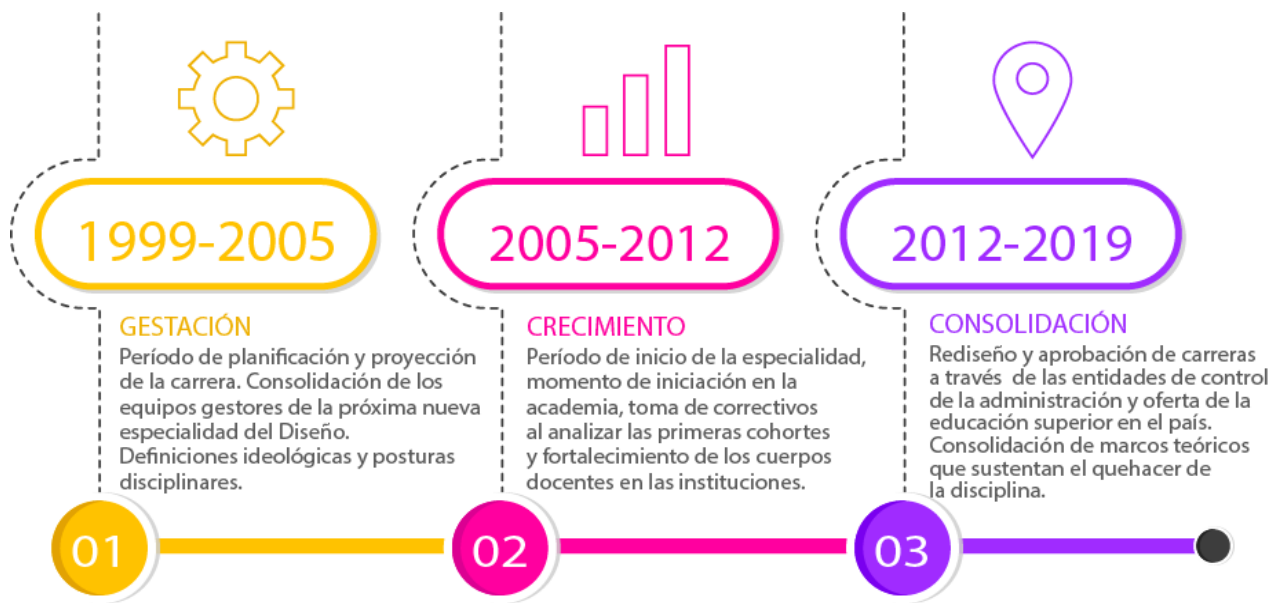 1999-2005
GESTACIÓN
Período de planificación y proyección
de la carrera. Consolidación de los
equipos gestores de la próxima nueva
especialidad del Diseño.
Definiciones ideológicas y posturas
disciplinares.
01
2005-2012
CRECIMIENTO
Período de inicio de la especialidad,
momento de iniciación en la
academia, toma de correctivos
al analizar las primeras cohortes
y fortalecimiento de los cuerpos
docentes en las instituciones.
02
2012-2019
CONSOLIDACIÓN
Rediseño y aprobación de carreras
a través de las entidades de control
de la administración y oferta de la
educación superior en el país.
Consolidación de marcos teóricos
que sustentan el quehacer de
la disciplina.
03